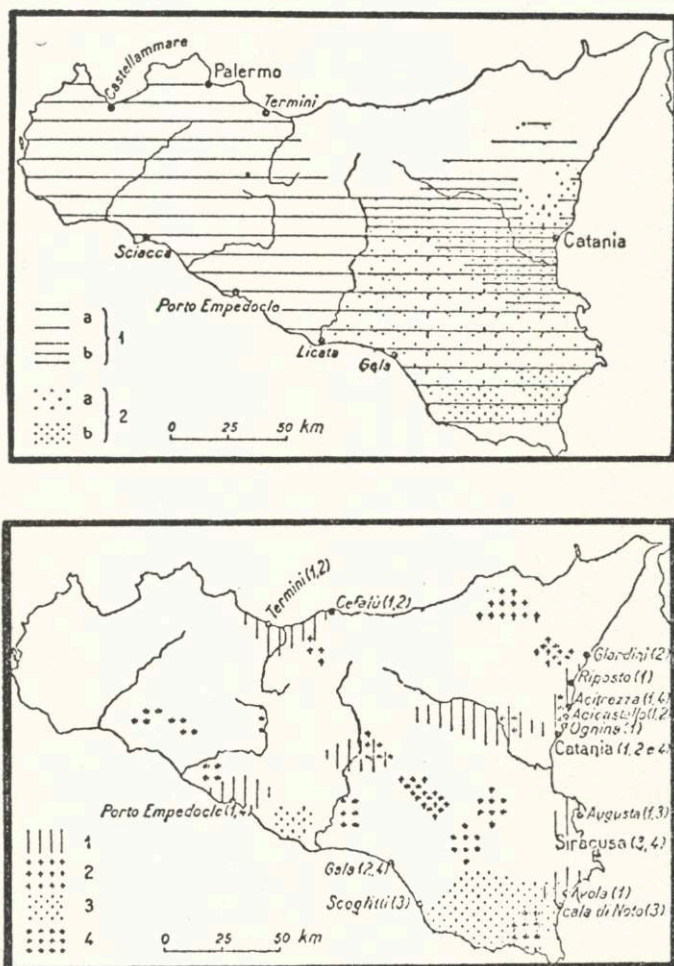 Castellammare
Palermo
Termini
Catania
Sciacca
Porto Empedocle
Licata
Gela
a
b
1
a
b
2
0 25 50 km
Termini (1,2)
Cefalù (1,2)
Giardini (2)
Riposto (1)
Acitrezza (1,4)
Acicastello (1,2
Ognina (1)
Catania (1,2 e 4)
Porto Empedocle (1,4)
Augusta (1,3)
Siracusa (3,4)
Gela (2,4)
Scoglitti (3)
Avola (1)
cala di Noto (3)
1
2
3
4
0 25 50 km